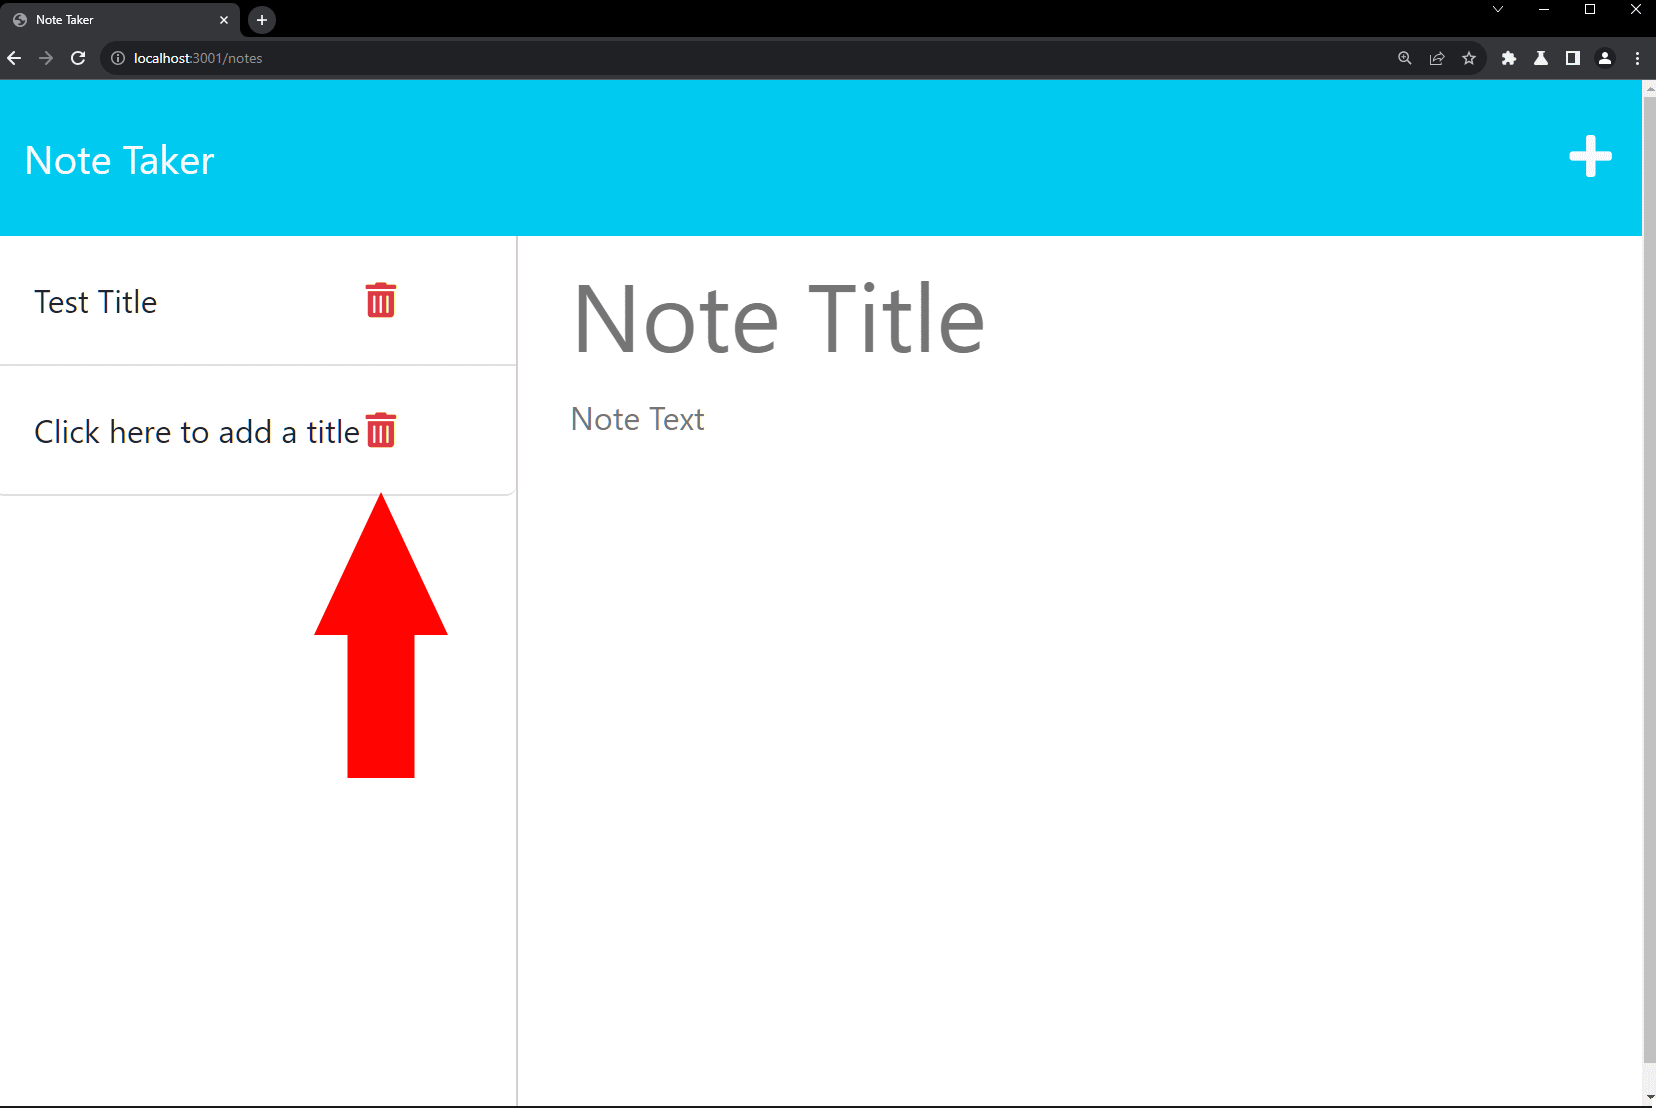 Note Taker
localhost:3001/notes
Note Taker
Test Title
Click here to add a title
Note Title
Note Text